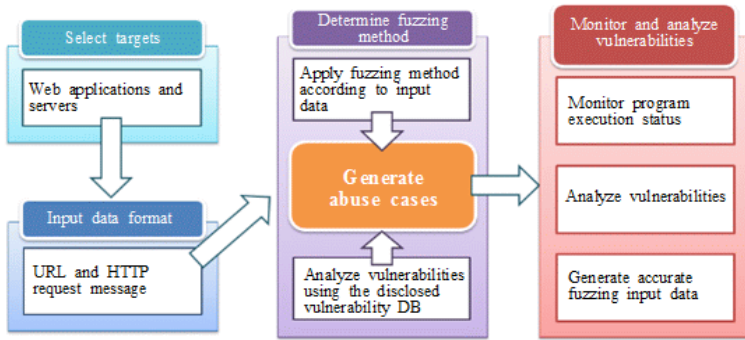 Select targets
Web applications and
servers
Input data format
URL and HTTP
request message
Determine fuzzing
method
Apply fuzzing method
according to input
data
Generate
abuse cases
Analyze vulnerabilities
using the disclosed
vulnerability DB
Monitor and analyze
vulnerabilities
Monitor program
execution status
Analyze vulnerabilities
Generate accurate
fuzzing input data